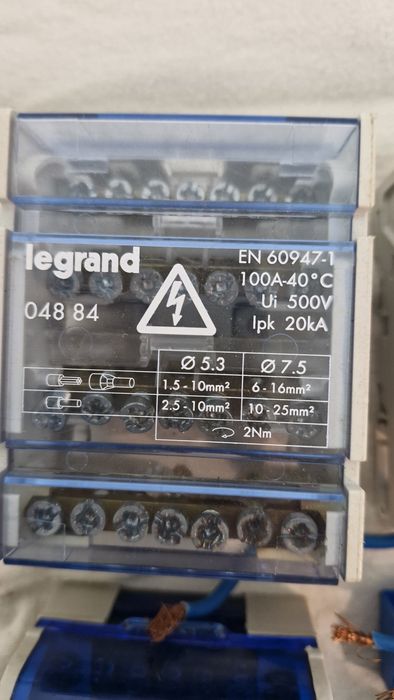 legrand
048 84
EN 60947-1
100A-40°C
Ui 500V
Ipk 20kA
Ø 5.3 Ø 7.5
1.5-10mm² 6-16mm²
2.5-10mm² 10-25mm²
2Nm